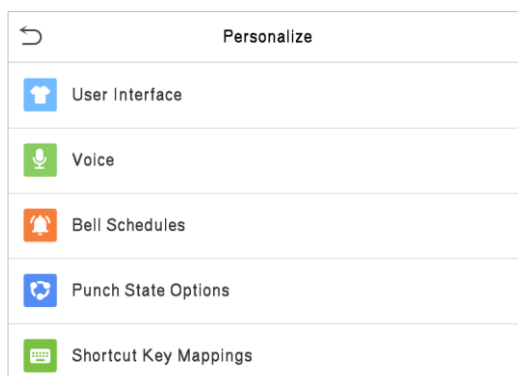 Personalize
User Interface
Voice
Bell Schedules
Punch State Options
Shortcut Key Mappings